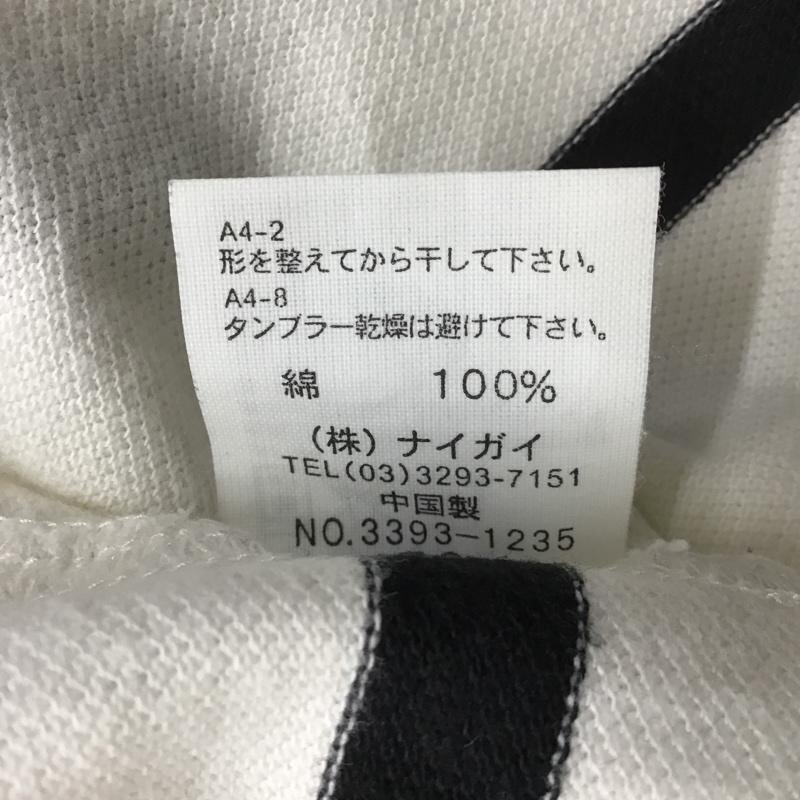 A4-2
形を整えてから干して下さい。
A4-8
タンブラー乾燥は避けて下さい。
綿 100%
（株）ナイガイ
TEL(03)3293-7151
中国製
NO.3393-1235